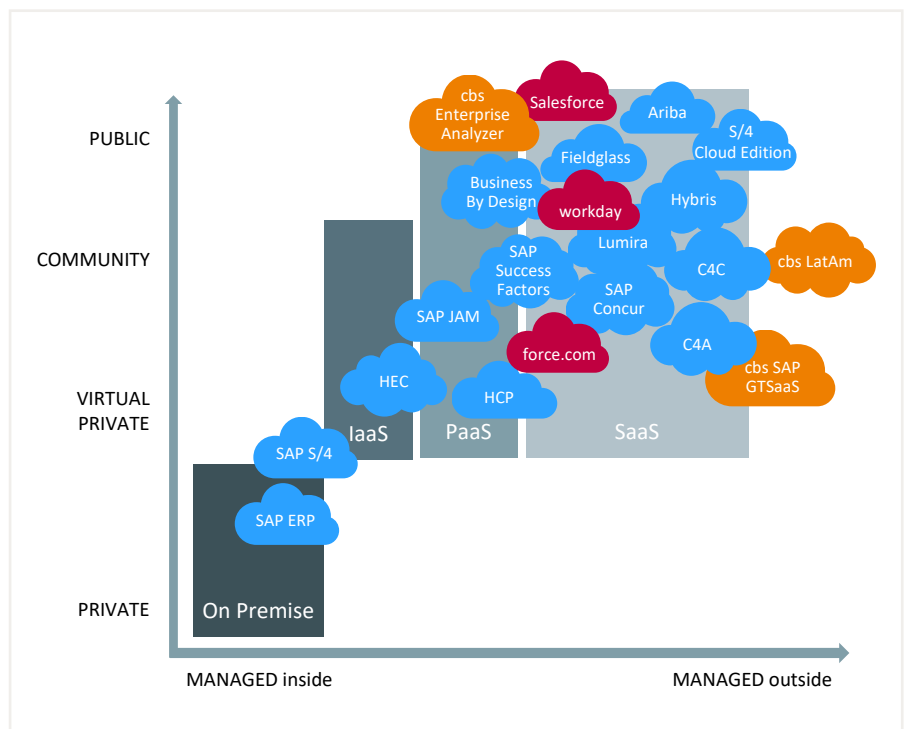 cbs
Enterprise
Analyzer
Salesforce
Ariba
PUBLIC
S/4
Cloud Edition
Fieldglass
Business
By Design
Hybris
workday
COMMUNITY
Lumira
SAP
Success
Factors
C4C
cbs LatAm
SAP
Concur
SAP JAM
C4A
force.com
HEC
cbs SAP
GTSaaS
HCP
VIRTUAL
PRIVATE
IaaS
PaaS
SaaS
SAP S/4
SAP ERP
PRIVATE
On Premise
MANAGED inside
MANAGED outside